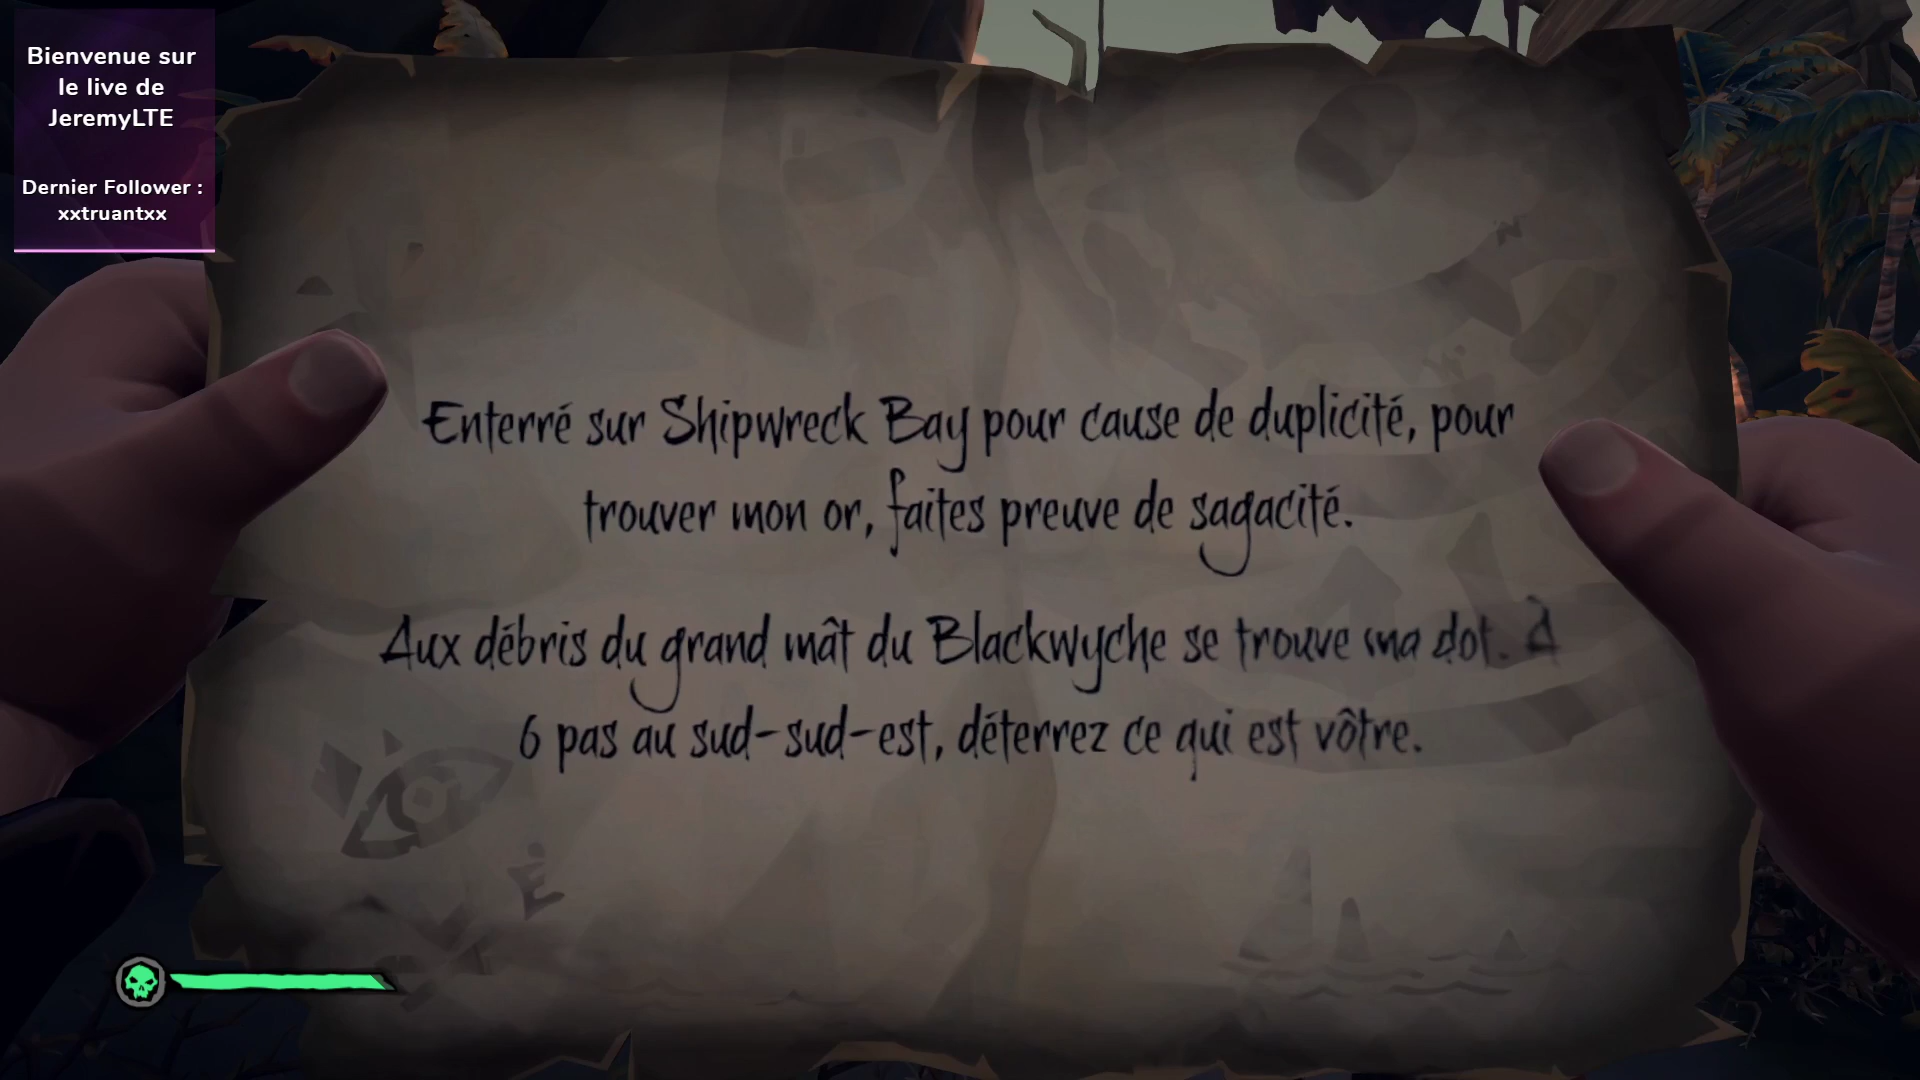 Bienvenue sur
le live de
JeremyLTE
Dernier Follower :
xxtruantxx
Enterré sur Shipwreck Bay pour cause de duplicité, pour
trouver mon or, faites preuve de sagacité.
Aux débris du grand mât du Blackwyche se trouve ma dot. À
6 pas au sud-sud-est, déterrez ce qui est vôtre.
N
E